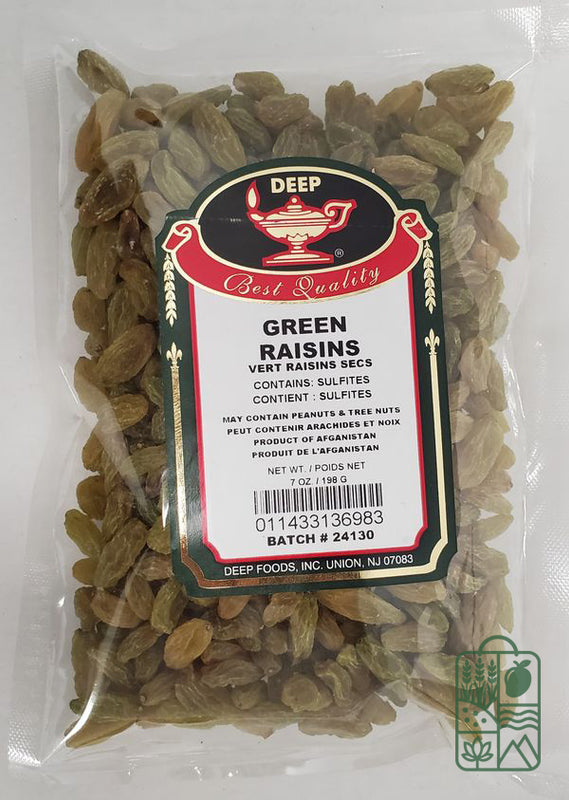 DEEP
®
Best Quality
GREEN
RAISINS
VERT RAISINS SECS
CONTAINS: SULFITES
CONTIENT : SULFITES
MAY CONTAIN PEANUTS & TREE NUTS
PEUT CONTENIR ARACHIDES ET NOIX
PRODUCT OF AFGANISTAN
PRODUIT DE L'AFGANISTAN
NET WT. / POIDS NET
7 OZ. / 198 G
011433136983
BATCH # 24130
DEEP FOODS, INC. UNION, NJ 07083